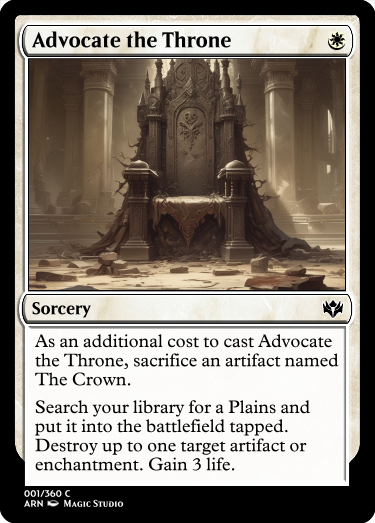 Advocate the Throne
Sorcery
As an additional cost to cast Advocate
the Throne, sacrifice an artifact named
The Crown.
Search your library for a Plains and
put it into the battlefield tapped.
Destroy up to one target artifact or
enchantment. Gain 3 life.
001/360 C
ARN Magic Studio